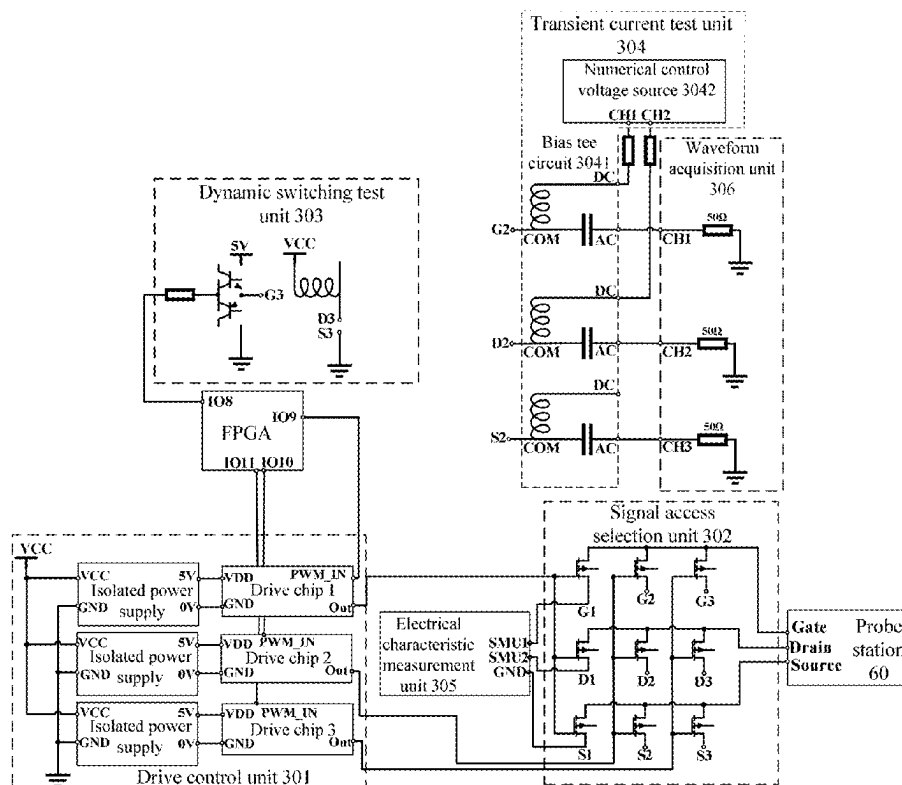 Transient current test unit
304
Numerical control
voltage source 3042
CH1 CH2
Bias tee
circuit 3041
DC
Waveform
acquisition unit
306
Dynamic switching test
unit 303
5V
VCC
G3
D3
S3
G2
COM
AC
CH1
50Ω
DC
D2
COM
AC
CH2
50Ω
DC
S2
COM
AC
CH3
50Ω
IO8
IO9
FPGA
IO11 IO10
Signal access
selection unit 302
VCC
VCC
5V
Isolated power
supply
GND
0V
VDD
PWM_IN
Drive chip 1
GND
Out
VCC
5V
Isolated power
supply
GND
0V
VDD
PWM_IN
Drive chip 2
GND
Out
VCC
5V
Isolated power
supply
GND
0V
VDD
PWM_IN
Drive chip 3
GND
Out
Drive control unit 301
Electrical
characteristic
measurement
unit 305
SMU1
SMU2
GND
G1
G2
G3
D1
D2
D3
S1
S2
S3
Gate
Drain
Source
Probe
station
60